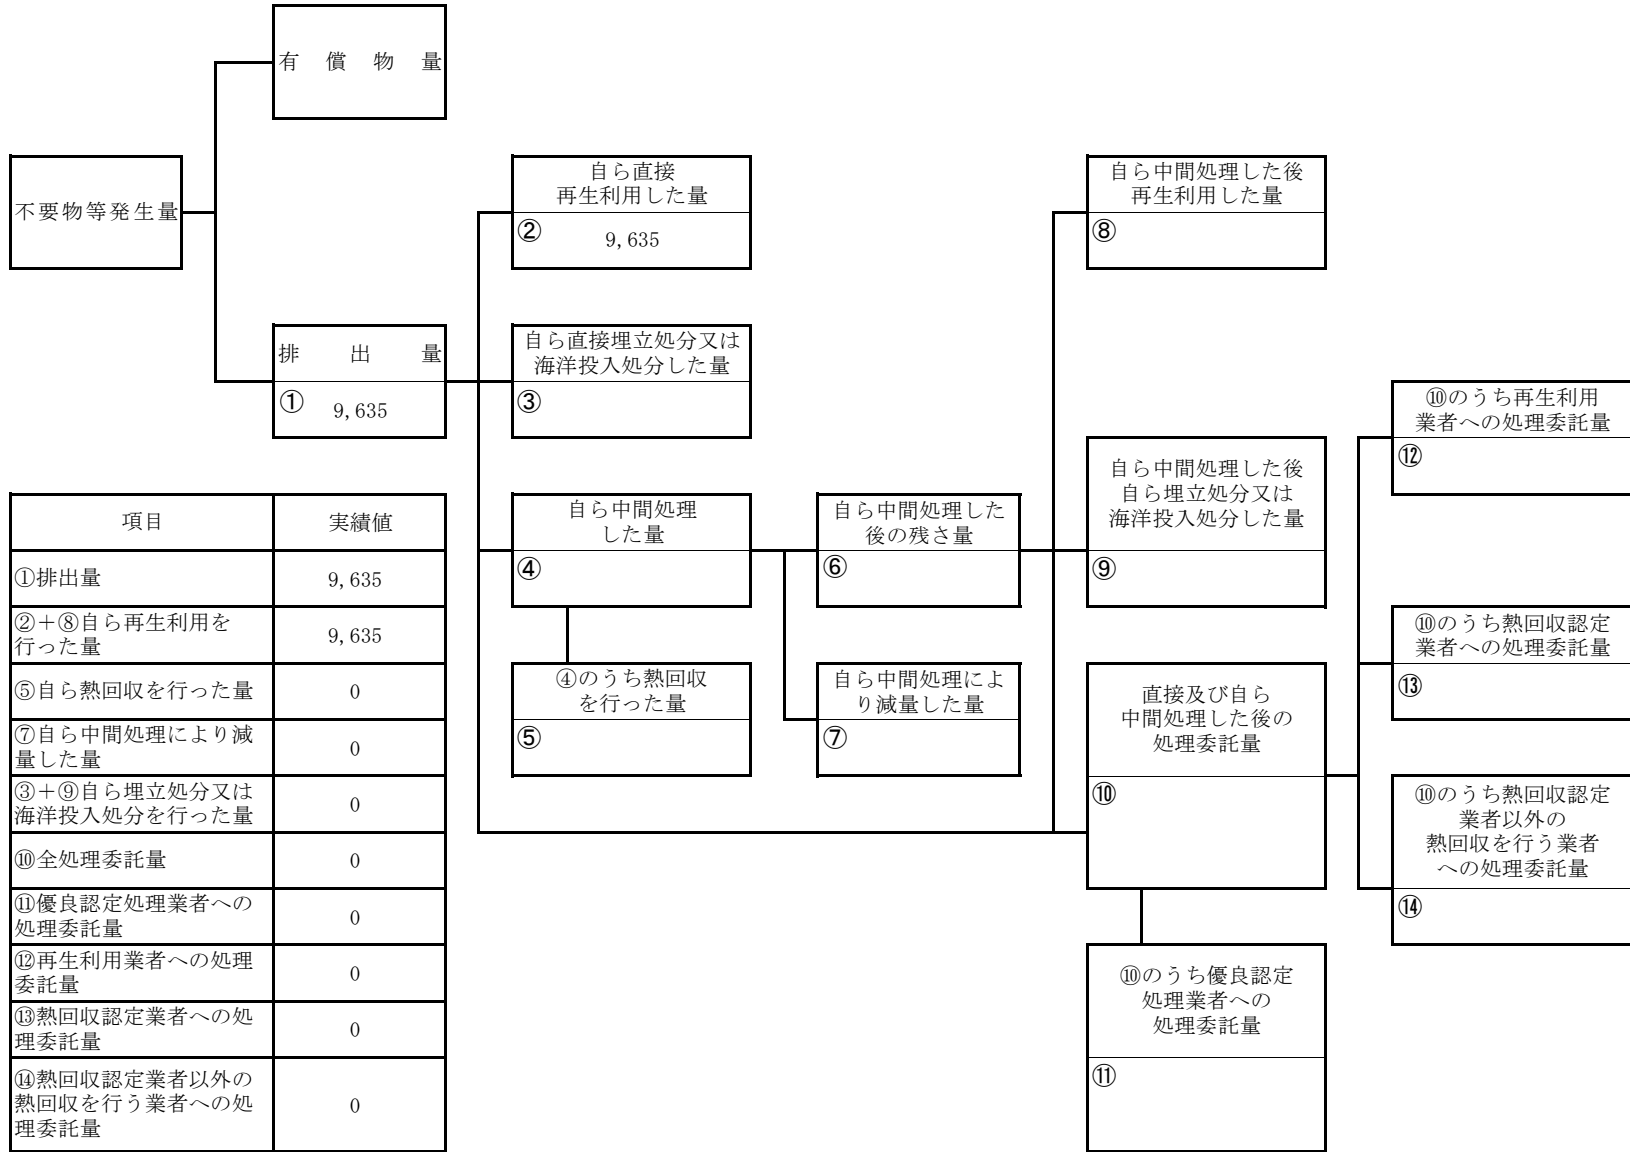 有償物量
不要物等発生量
自ら直接
再生利用した量
②
9,635
自ら中間処理した後
再生利用した量
⑧
排出量
①
9,635
自ら直接埋立処分又は
海洋投入処分した量
③
⑩のうち再生利用
業者への処理委託量
⑫
自ら中間処理
した量
④
自ら中間処理した
後の残さ量
⑥
自ら中間処理した後
自ら埋立処分又は
海洋投入処分した量
⑨
④のうち熱回収
を行った量
⑤
自ら中間処理によ
り減量した量
⑦
直接及び自ら
中間処理した後の
処理委託量
⑩
⑩のうち熱回収認定
業者への処理委託量
⑬
⑩のうち熱回収認定
業者以外の
熱回収を行う業者
への処理委託量
⑭
⑩のうち優良認定
処理業者への
処理委託量
⑪
項目
実績値
①排出量
9,635
②＋⑧自ら再生利用を
行った量
9,635
⑤自ら熱回収を行った量
0
⑦自ら中間処理により減
量した量
0
③＋⑨自ら埋立処分又は
海洋投入処分を行った量
0
⑩全処理委託量
0
⑪優良認定処理業者への
処理委託量
0
⑫再生利用業者への処理
委託量
0
⑬熱回収認定業者への処
理委託量
0
⑭熱回収認定業者以外の
熱回収を行う業者への処
理委託量
0